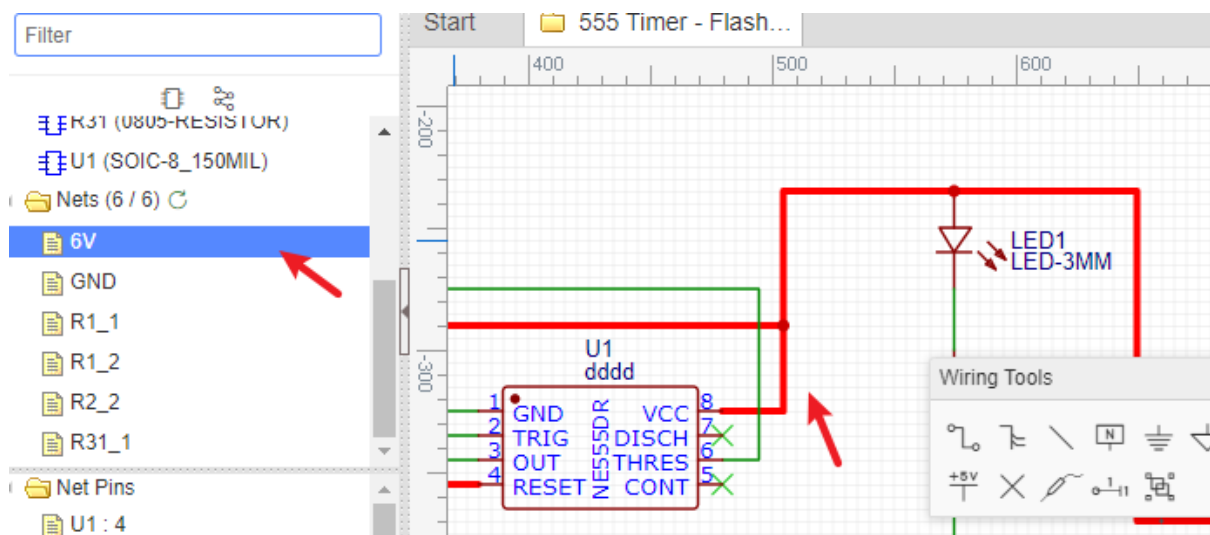 Filter
Start
555 Timer - Flash...
400
500
600
R31 (0805-RESISTOR)
U1 (SOIC-8_150MIL)
Nets (6 / 6)
6V
GND
R1_1
R1_2
R2_2
R31_1
Net Pins
U1 : 4
-200
-300
LED1
LED-3MM
U1
dddd
1
GND
2
TRIG
3
OUT
4
RESET
NE555DR
VCC
8
DISCH
7
THRES
6
CONT
5
Wiring Tools
N
+5V
1